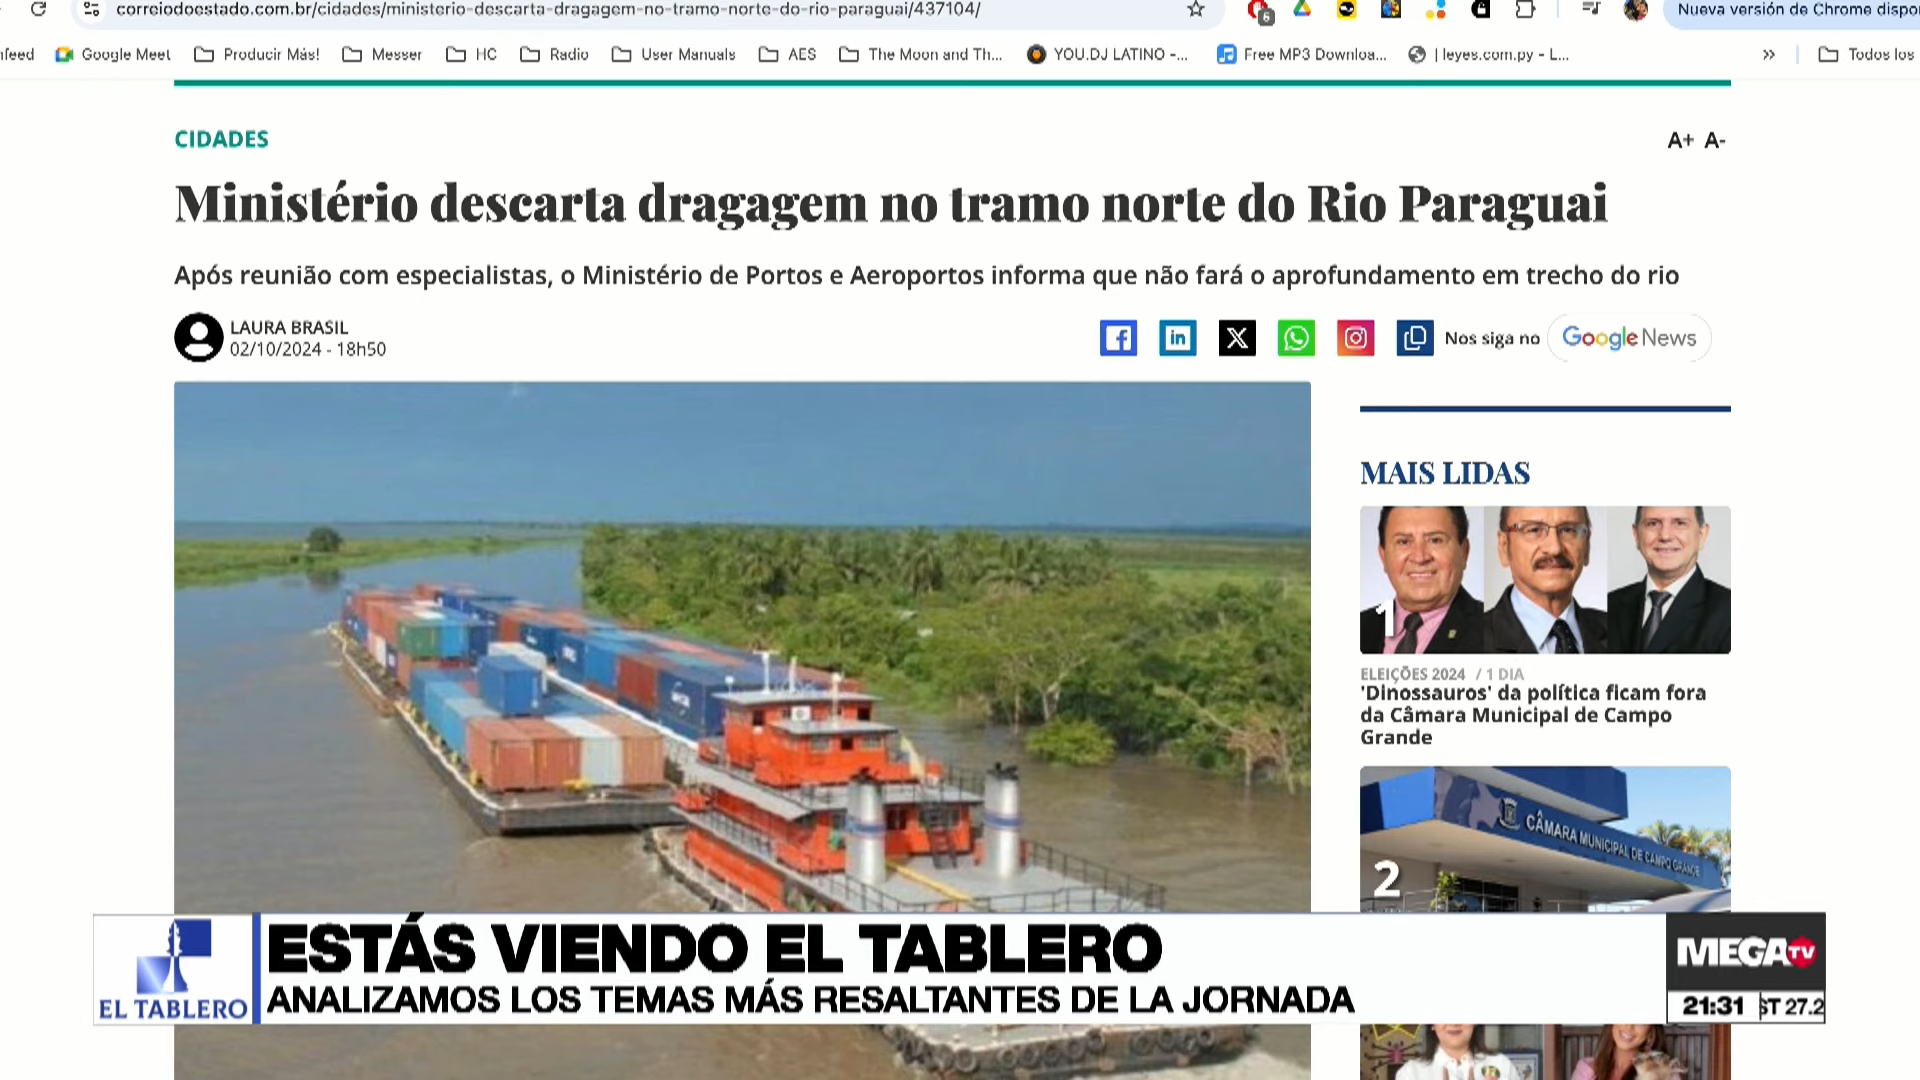 correiodoestado.com.br/cidades/ministerio-descarta-dragagem-no-tramo-norte-do-rio-paraguai/437104/
6
Nueva versión de Chrome dispo
Google Meet
Producir Más!
Messer
HC
Radio
User Manuals
AES
The Moon and Th...
YOU.DJ LATINO -...
Free MP3 Downloa...
| leyes.com.py - L...
»
Todos los
CIDADES
A+ A-
Ministério descarta dragagem no tramo norte do Rio Paraguai
Após reunião com especialistas, o Ministério de Portos e Aeroportos informa que não fará o aprofundamento em trecho do rio
LAURA BRASIL
02/10/2024 - 18h50
Nos siga no
Google News
MAIS LIDAS
1
ELEIÇÕES 2024 / 1 DIA
'Dinossauros' da política ficam fora
da Câmara Municipal de Campo
Grande
CÂMARA MUNICIPAL DE CAMPO GRANDE
2
ESTÁS VIENDO EL TABLERO
ANALIZAMOS LOS TEMAS MÁS RESALTANTES DE LA JORNADA
EL TABLERO
MEGA TV
21:31
ST 27.2